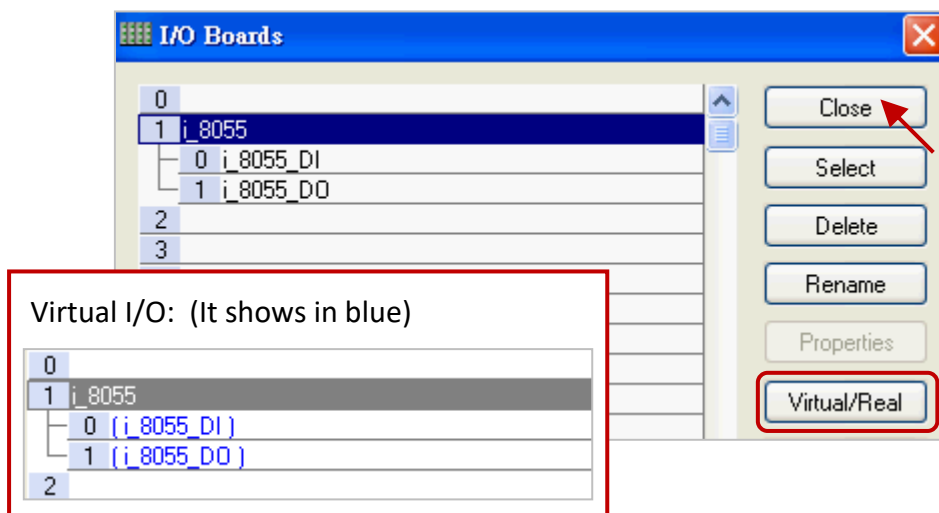 I/O Boards
0
1 i_8055
0 i_8055_DI
1 i_8055_DO
2
3
Close
Select
Delete
Rename
Properties
Virtual/Real
Virtual I/O: (It shows in blue)
0
1 i_8055
0 ( i_8055_DI )
1 ( i_8055_DO )
2